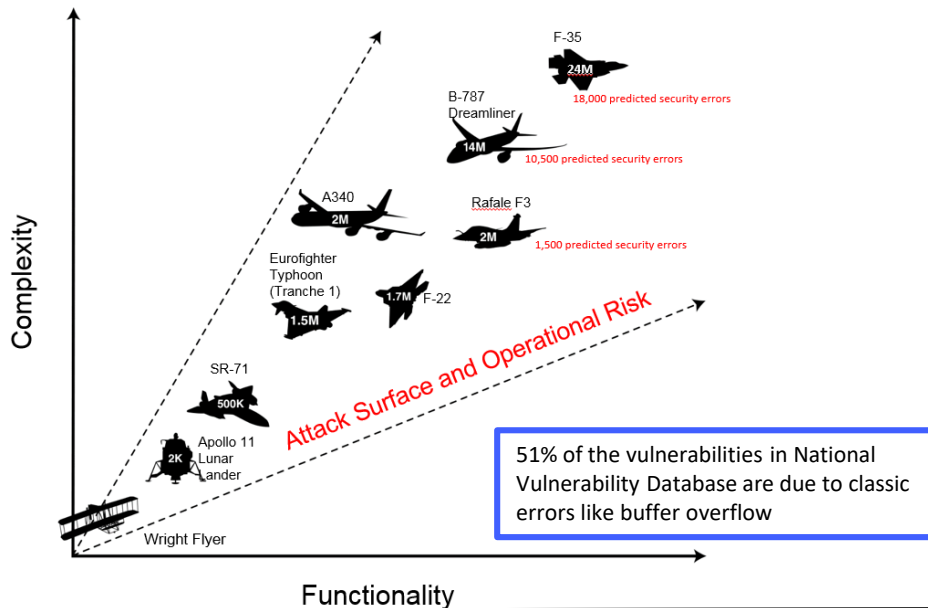 F-35
24M
18,000 predicted security errors
B-787
Dreamliner
14M
10,500 predicted security errors
A340
2M
Rafale F3
2M
1,500 predicted security errors
Eurofighter
Typhoon
(Tranche 1)
1.5M
1.7M
F-22
SR-71
500K
Apollo 11
Lunar
Lander
2K
Wright Flyer
Attack Surface and Operational Risk
51% of the vulnerabilities in National
Vulnerability Database are due to classic
errors like buffer overflow
Complexity
Functionality